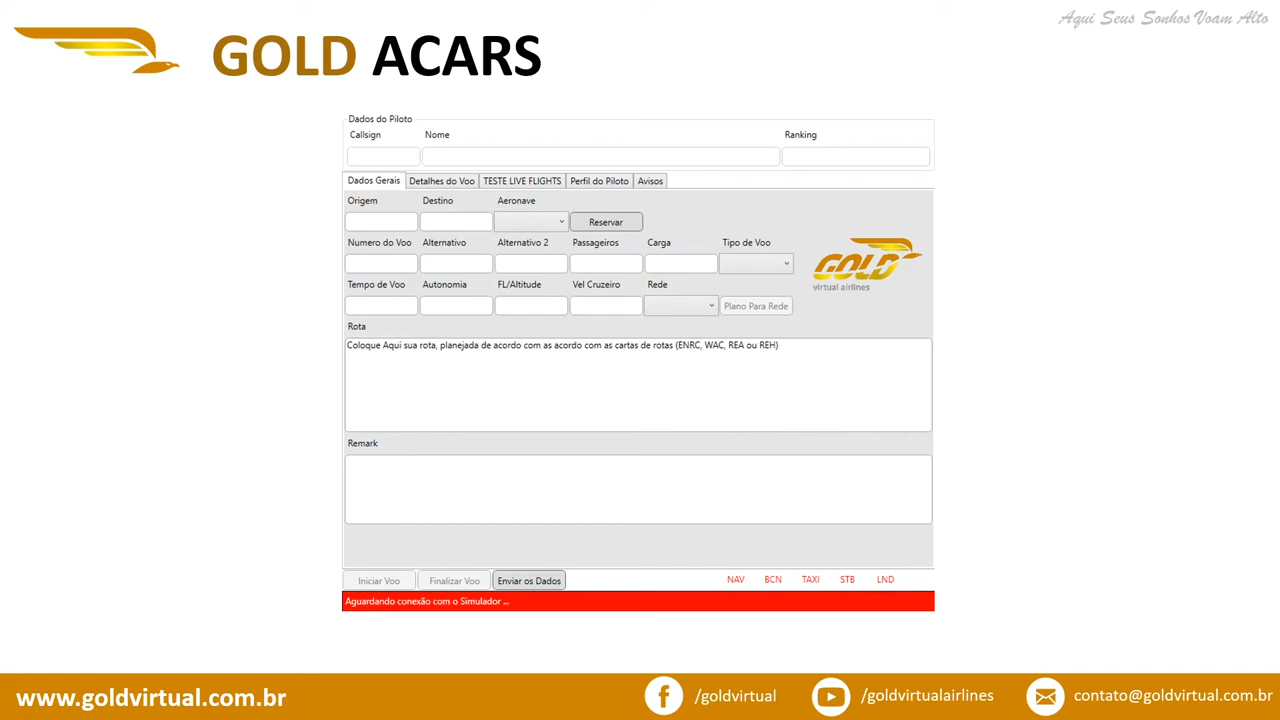 Aqui Seus Sonhos Voam Alto
GOLD ACARS
Dados do Piloto
Callsign Nome Ranking
Dados Gerais Detalhes do Voo TESTE LIVE FLIGHTS Perfil do Piloto Avisos
Origem Destino Aeronave
Reservar
Numero do Voo Alternativo Alternativo 2 Passageiros Carga Tipo de Voo
GOLD
virtual airlines
Tempo de Voo Autonomia FL/Altitude Vel Cruzeiro Rede
Plano Para Rede
Rota
Coloque Aqui sua rota, planejada de acordo com as acordo com as cartas de rotas (ENRC, WAC, REA ou REH)
Remark
Iniciar Voo Finalizar Voo Enviar os Dados NAV BCN TAXI STB LND
Aguardando conexão com o Simulador ...
www.goldvirtual.com.br /goldvirtual /goldvirtualairlines contato@goldvirtual.com.br